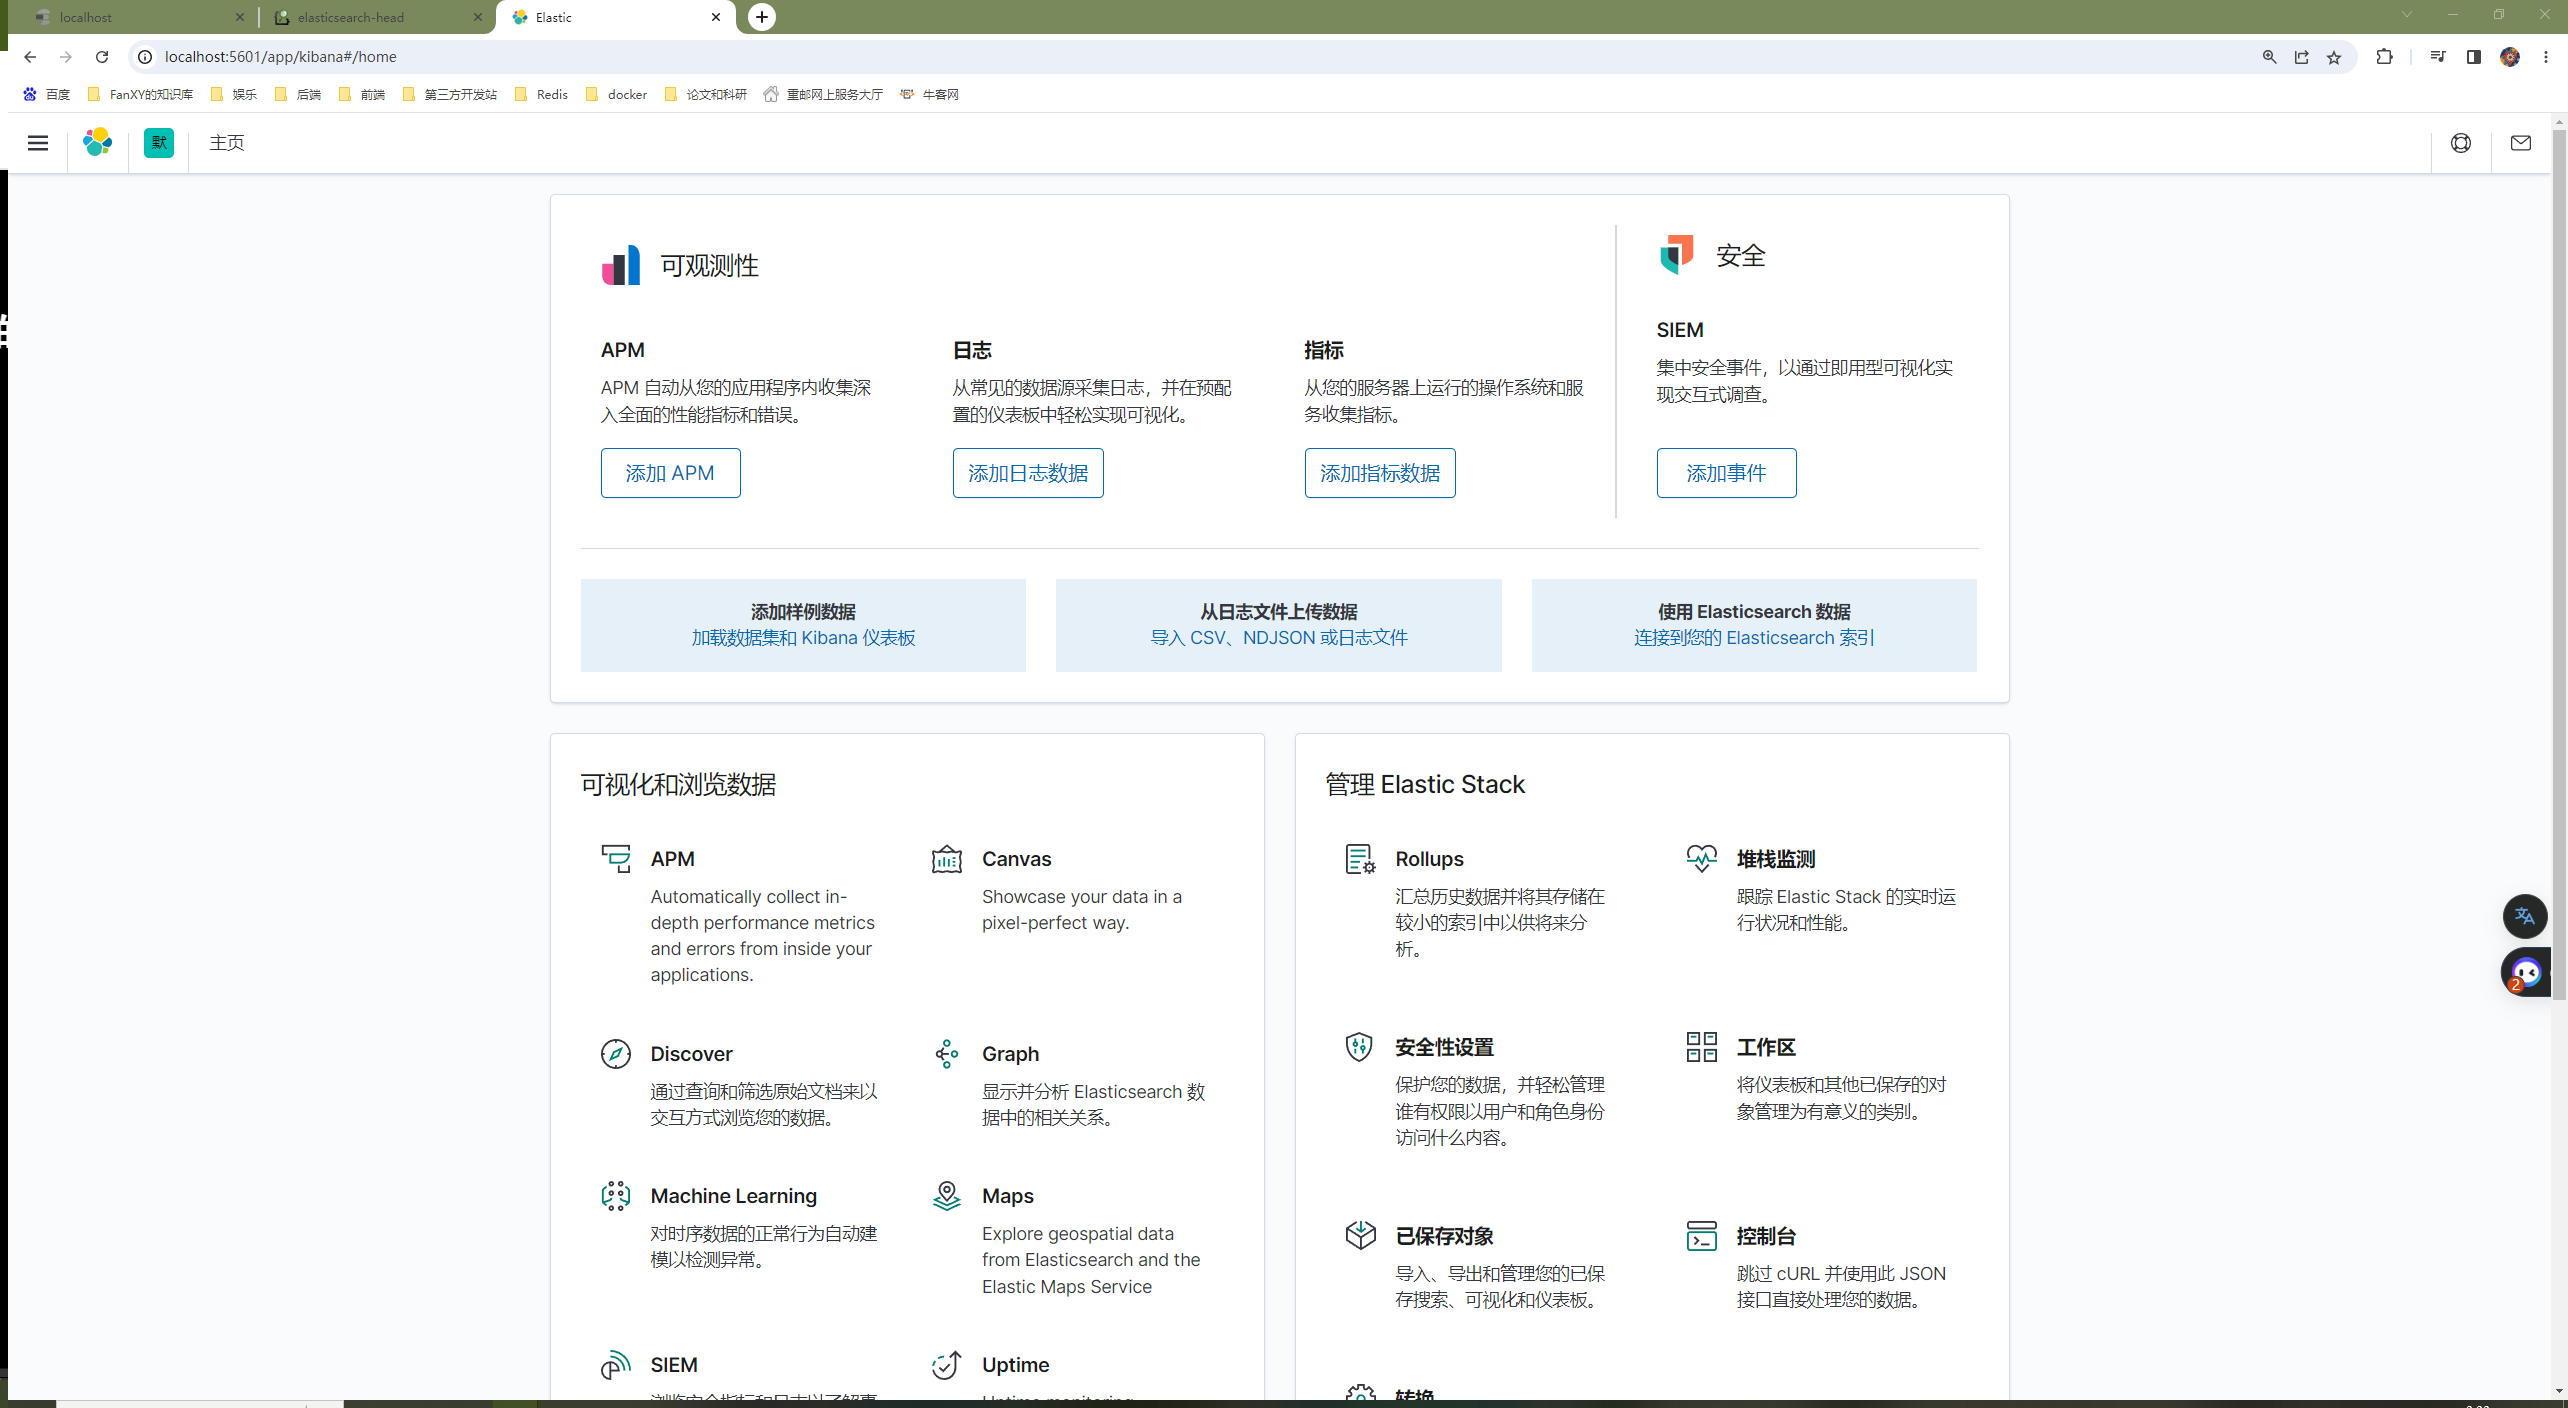 localhost
elasticsearch-head
Elastic
localhost:5601/app/kibana#/home
百度
FanXY的知识库
娱乐
后端
前端
第三方开发站
Redis
docker
论文和科研
重邮网上服务大厅
牛客网
默
主页
可观测性
APM
APM 自动从您的应用程序内收集深
入全面的性能指标和错误。
添加 APM
日志
从常见的数据源采集日志，并在预配
置的仪表板中轻松实现可视化。
添加日志数据
指标
从您的服务器上运行的操作系统和服
务收集指标。
添加指标数据
安全
SIEM
集中安全事件，以通过即用型可视化实
现交互式调查。
添加事件
添加样例数据
加载数据集和 Kibana 仪表板
从日志文件上传数据
导入 CSV、NDJSON 或日志文件
使用 Elasticsearch 数据
连接到您的 Elasticsearch 索引
可视化和浏览数据
APM
Automatically collect in-
depth performance metrics
and errors from inside your
applications.
Canvas
Showcase your data in a
pixel-perfect way.
Discover
通过查询和筛选原始文档来以
交互方式浏览您的数据。
Graph
显示并分析 Elasticsearch 数
据中的相关关系。
Machine Learning
对时序数据的正常行为自动建
模以检测异常。
Maps
Explore geospatial data
from Elasticsearch and the
Elastic Maps Service
SIEM
Uptime
管理 Elastic Stack
Rollups
汇总历史数据并将其存储在
较小的索引中以供将来分
析。
堆栈监测
跟踪 Elastic Stack 的实时运
行状况和性能。
安全性设置
保护您的数据，并轻松管理
谁有权限以用户和角色身份
访问什么内容。
工作区
将仪表板和其他已保存的对
象管理为有意义的类别。
已保存对象
导入、导出和管理您的已保
存搜索、可视化和仪表板。
控制台
跳过 cURL 并使用此 JSON
接口直接处理您的数据。
转换
2